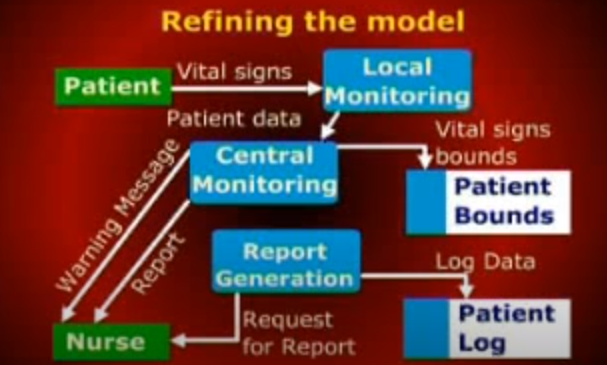 Refining the model
Patient
Vital signs
Local
Monitoring
Patient data
Central
Monitoring
Vital signs
bounds
Patient
Bounds
Warning Message
Report
Report
Generation
Log Data
Patient
Log
Request
for Report
Nurse